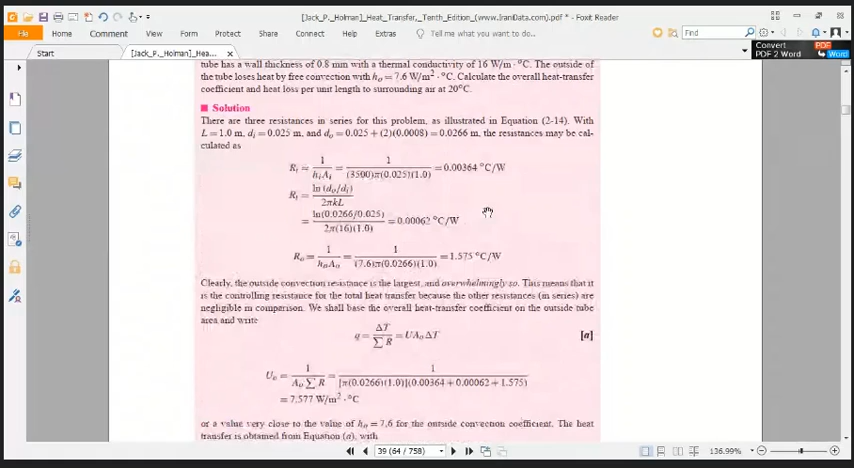 [Jack_P._Holman]_Heat_Transfer,_Tenth_Edition_(www.IranData.com).pdf * - Foxit Reader
File Home Comment View Form Protect Share Connect Help Extras Tell me what you want to do... Find
Start [Jack_P._Holman]_Hea... Convert PDF
PDF 2 Word Word
tube has a wall thickness of 0.8 mm with a thermal conductivity of 16 W/m · °C. The outside of
the tube loses heat by free convection with hₒ = 7.6 W/m² · °C. Calculate the overall heat-transfer
coefficient and heat loss per unit length to surrounding air at 20°C.
■ Solution
There are three resistances in series for this problem, as illustrated in Equation (2-14). With
L = 1.0 m, dᵢ = 0.025 m, and dₒ = 0.025 + (2)(0.0008) = 0.0266 m, the resistances may be cal-
culated as
Rᵢ = 1/(hᵢAᵢ) = 1/((3500)π(0.025)(1.0)) = 0.00364 °C/W
Rₜ = ln (dₒ/dᵢ)/(2πkL)
= ln(0.0266/0.025)/(2π(16)(1.0)) = 0.00062 °C/W
Rₒ = 1/(hₒAₒ) = 1/((7.6)π(0.0266)(1.0)) = 1.575 °C/W
Clearly, the outside convection resistance is the largest, and overwhelmingly so. This means that it
is the controlling resistance for the total heat transfer because the other resistances (in series) are
negligible in comparison. We shall base the overall heat-transfer coefficient on the outside tube
area and write
q = ΔT/∑R = UAₒ ΔT [a]
Uₒ = 1/(Aₒ ∑R) = 1/([π(0.0266)(1.0)](0.00364 + 0.00062 + 1.575))
= 7.577 W/m² · °C
or a value very close to the value of hₒ = 7.6 for the outside convection coefficient. The heat
transfer is obtained from Equation (a), with
39 (64 / 758) 136.99%